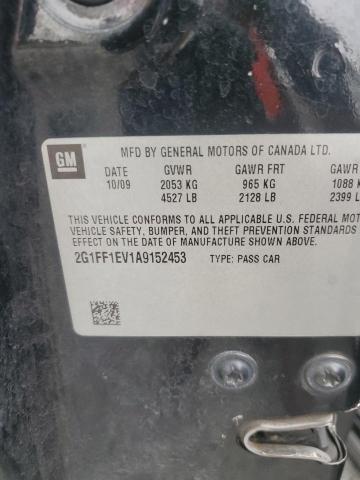 GM
MFD BY GENERAL MOTORS OF CANADA LTD.
DATE GVWR GAWR FRT GAWR
10/09 2053 KG 965 KG 1088 K
4527 LB 2128 LB 2399 LB
THIS VEHICLE CONFORMS TO ALL APPLICABLE U.S. FEDERAL MOT
VEHICLE SAFETY, BUMPER, AND THEFT PREVENTION STANDARDS
EFFECT ON THE DATE OF MANUFACTURE SHOWN ABOVE.
2G1FF1EV1A9152453 TYPE: PASS CAR